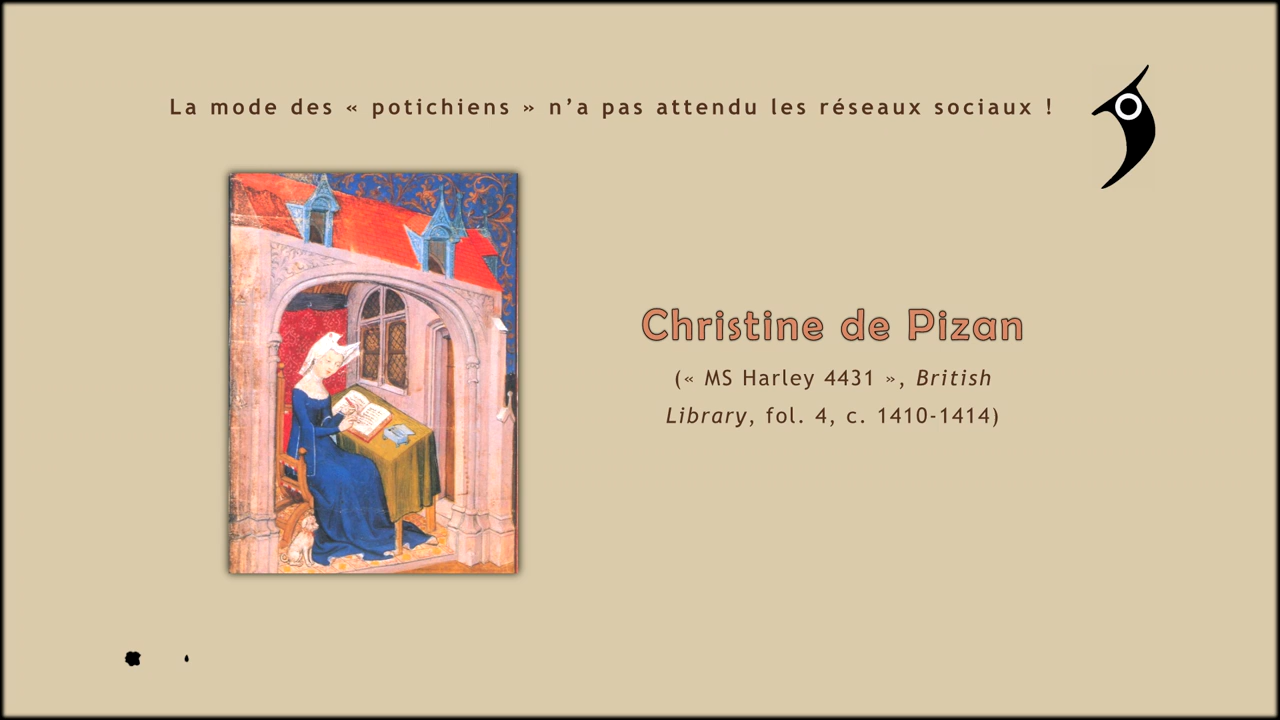 La mode des « potichiens » n’a pas attendu les réseaux sociaux !
Christine de Pizan
(« MS Harley 4431 », British
Library, fol. 4, c. 1410-1414)